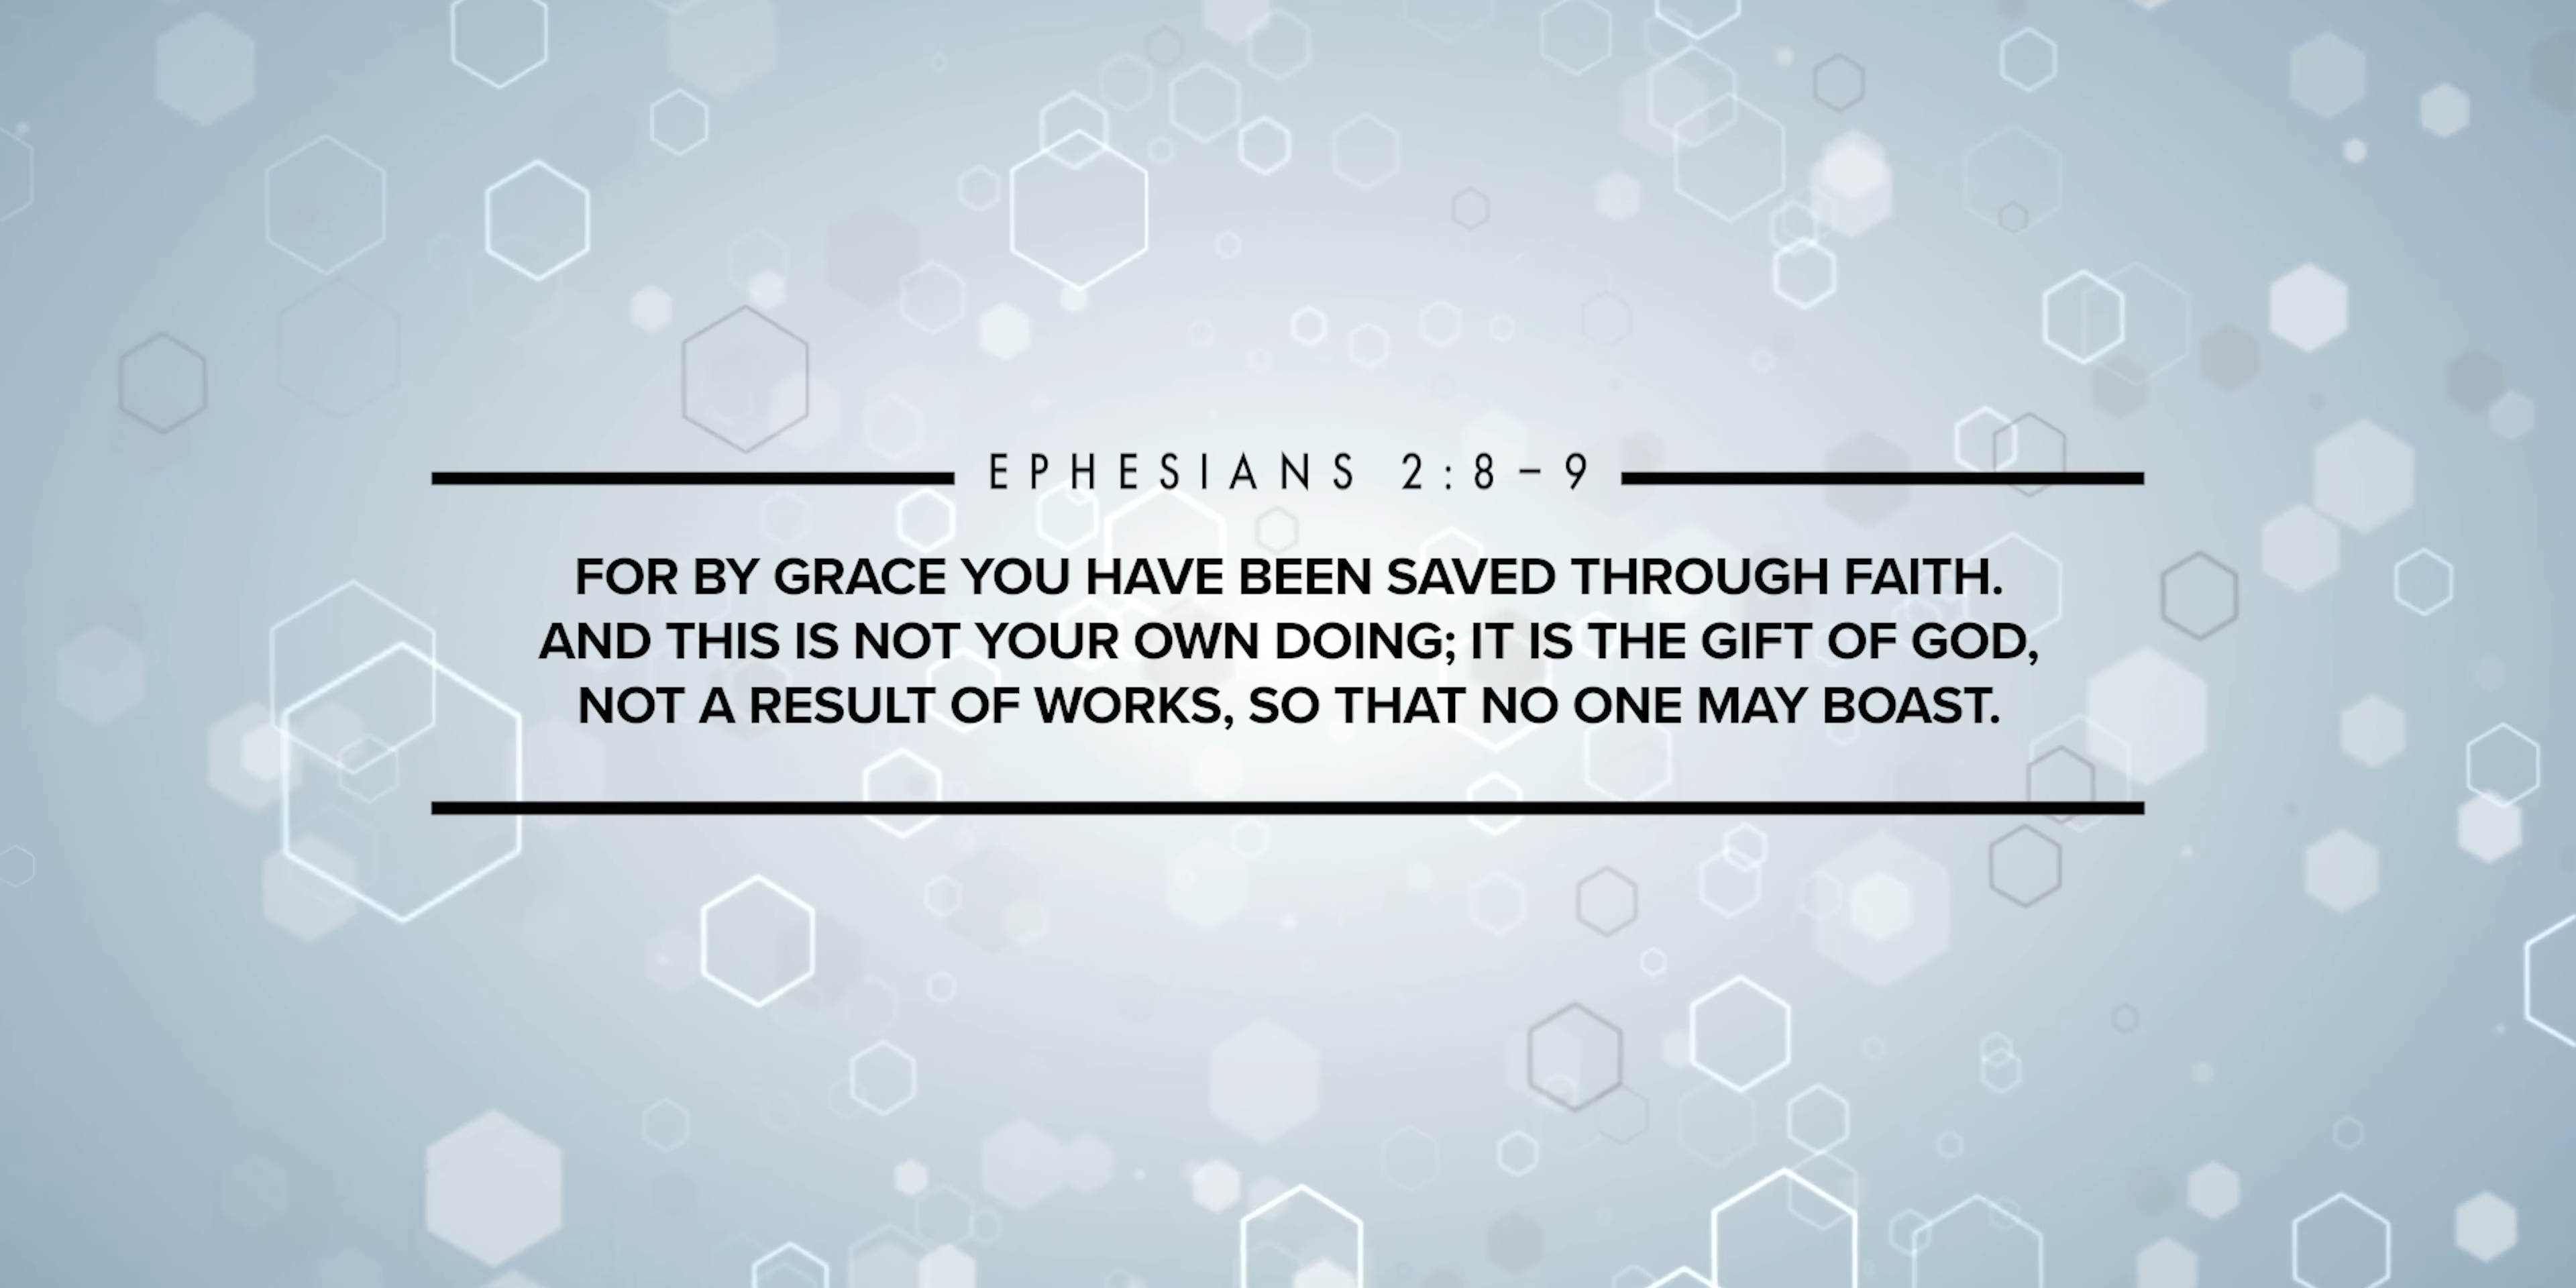 EPHESIANS 2:8–9
FOR BY GRACE YOU HAVE BEEN SAVED THROUGH FAITH.
AND THIS IS NOT YOUR OWN DOING; IT IS THE GIFT OF GOD,
NOT A RESULT OF WORKS, SO THAT NO ONE MAY BOAST.